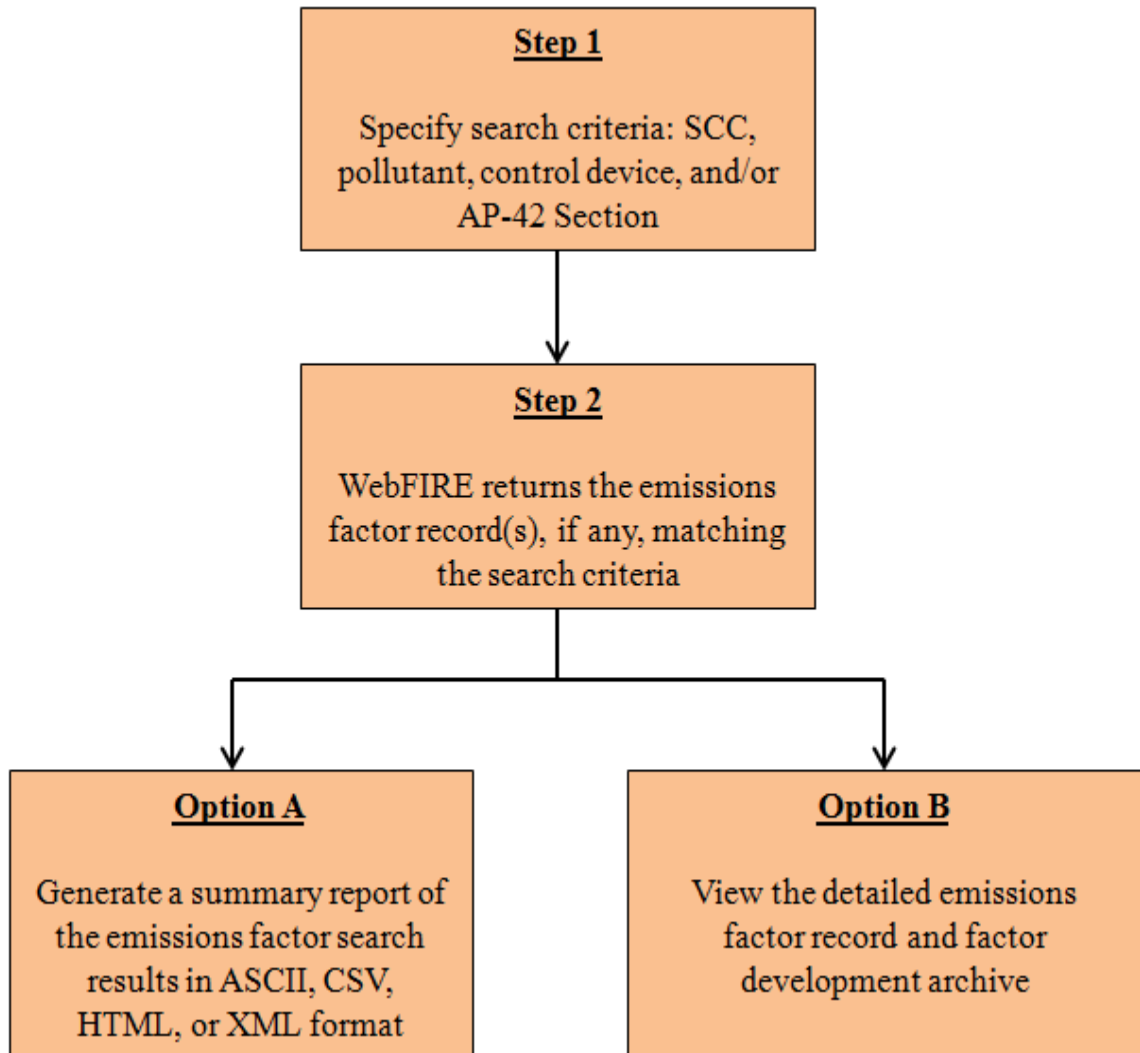 Step 1
Specify search criteria: SCC,
pollutant, control device, and/or
AP-42 Section
Step 2
WebFIRE returns the emissions
factor record(s), if any, matching
the search criteria
Option A
Generate a summary report of
the emissions factor search
results in ASCII, CSV,
HTML, or XML format
Option B
View the detailed emissions
factor record and factor
development archive